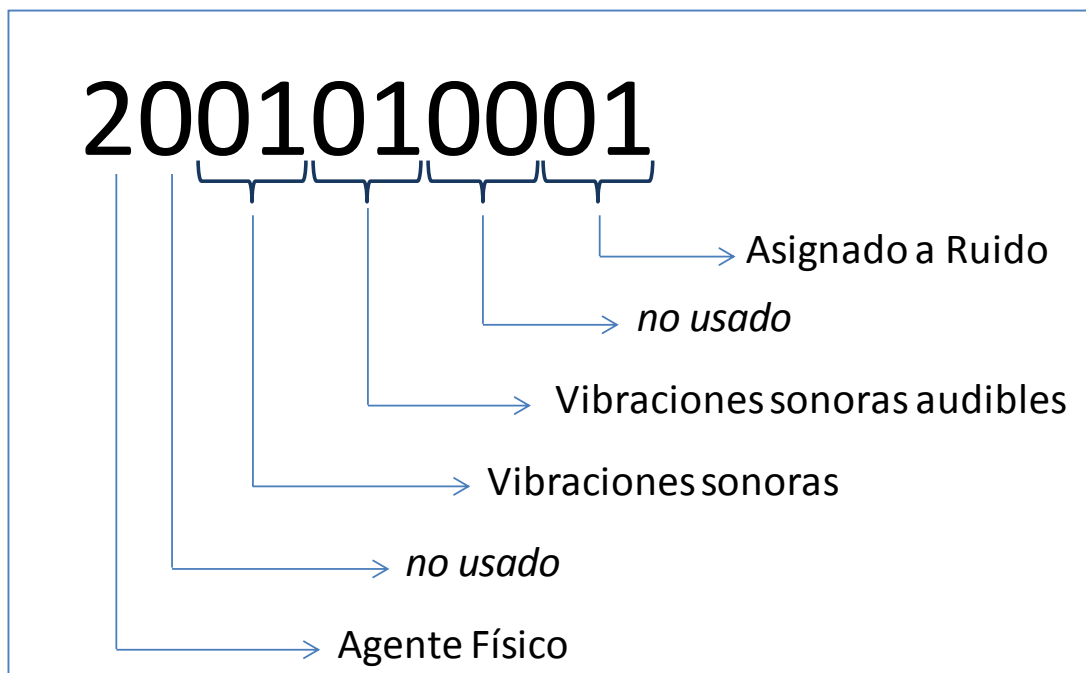 2001010001
Asignado a Ruido
no usado
Vibraciones sonoras audibles
Vibraciones sonoras
no usado
Agente Físico